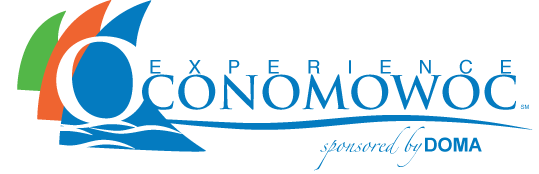 EXPERIENCE
OCONOMOWOC SM
sponsored by DOMA